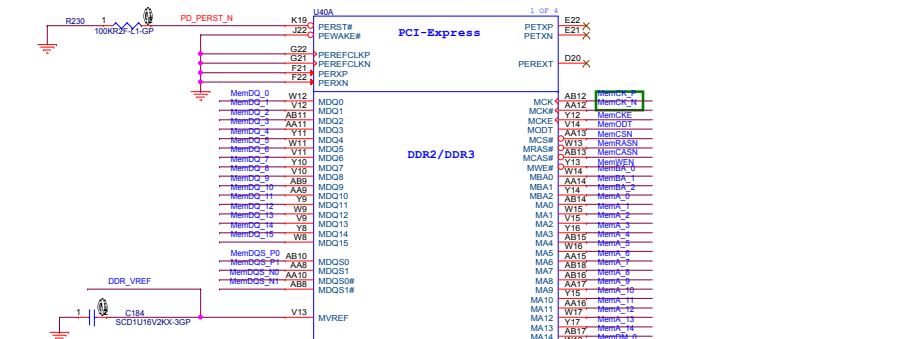 U40A
1 OF 4
R230
PD_PERST_N
K19
PERST#
PCI-Express
PETXP
E22
100KR2F-L1-GP
J22
PEWAKE#
PETXN
E21
G22
PEREFCLKP
G21
PEREFCLKN
PEREXT
D20
F21
PERXP
F22
PERXN
MemDQ_0
W12
MDQ0
MCK
AB12
MemCK_P
MemDQ_1
V12
MDQ1
MCK#
AA12
MemCK_N
MemDQ_2
AB11
MDQ2
MCKE
Y12
MemCKE
MemDQ_3
AA11
MDQ3
MODT
V14
MemODT
MemDQ_4
Y11
MDQ4
MCS#
AA13
MemCSN
MemDQ_5
W11
MDQ5
MRAS#
W13
MemRASN
MemDQ_6
V11
MDQ6
DDR2/DDR3
MCAS#
AB13
MemCASN
MemDQ_7
Y10
MDQ7
MWE#
Y13
MemWEN
MemDQ_8
V10
MDQ8
MBA0
W14
MemBA_0
MemDQ_9
AB9
MDQ9
MBA1
AA14
MemBA_1
MemDQ_10
AA9
MDQ10
MBA2
Y14
MemBA_2
MemDQ_11
Y9
MDQ11
MA0
AB14
MemA_0
MemDQ_12
W9
MDQ12
MA1
W15
MemA_1
MemDQ_13
V9
MDQ13
MA2
V15
MemA_2
MemDQ_14
Y8
MDQ14
MA3
Y16
MemA_3
MemDQ_15
W8
MDQ15
MA4
AB15
MemA_4
MA5
W16
MemA_5
MemDQS_P0
AB10
MDQS0
MA6
AA15
MemA_6
MemDQS_P1
AA8
MDQS1
MA7
AB18
MemA_7
MemDQS_N0
AA10
MDQS0#
MA8
AB16
MemA_8
MemDQS_N1
AB8
MDQS1#
MA9
AA17
MemA_9
DDR_VREF
MA10
Y15
MemA_10
MA11
AA16
MemA_11
1
2
C184
V13
MVREF
MA12
W17
MemA_12
SCD1U16V2KX-3GP
MA13
Y17
MemA_13
MA14
AB17
MemA_14
MemDM_0